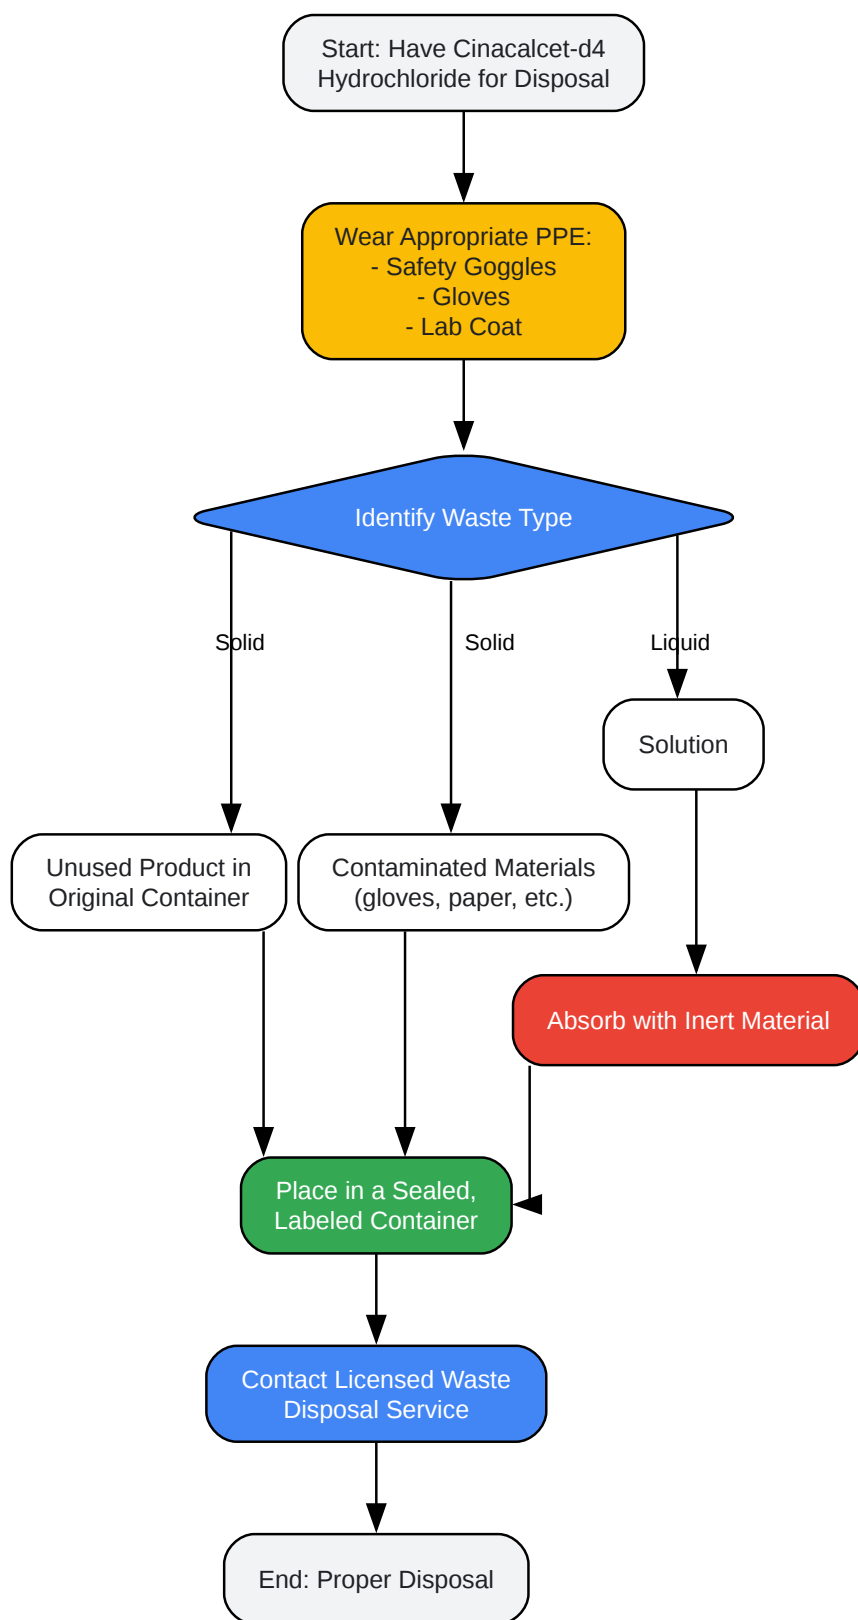 Start: Have Cinacalcet-d4
Hydrochloride for Disposal
Wear Appropriate PPE:
- Safety Goggles
- Gloves
- Lab Coat
Identify Waste Type
Solid
Solid
Liquid
Solution
Unused Product in
Original Container
Contaminated Materials
(gloves, paper, etc.)
Absorb with Inert Material
Place in a Sealed,
Labeled Container
Contact Licensed Waste
Disposal Service
End: Proper Disposal